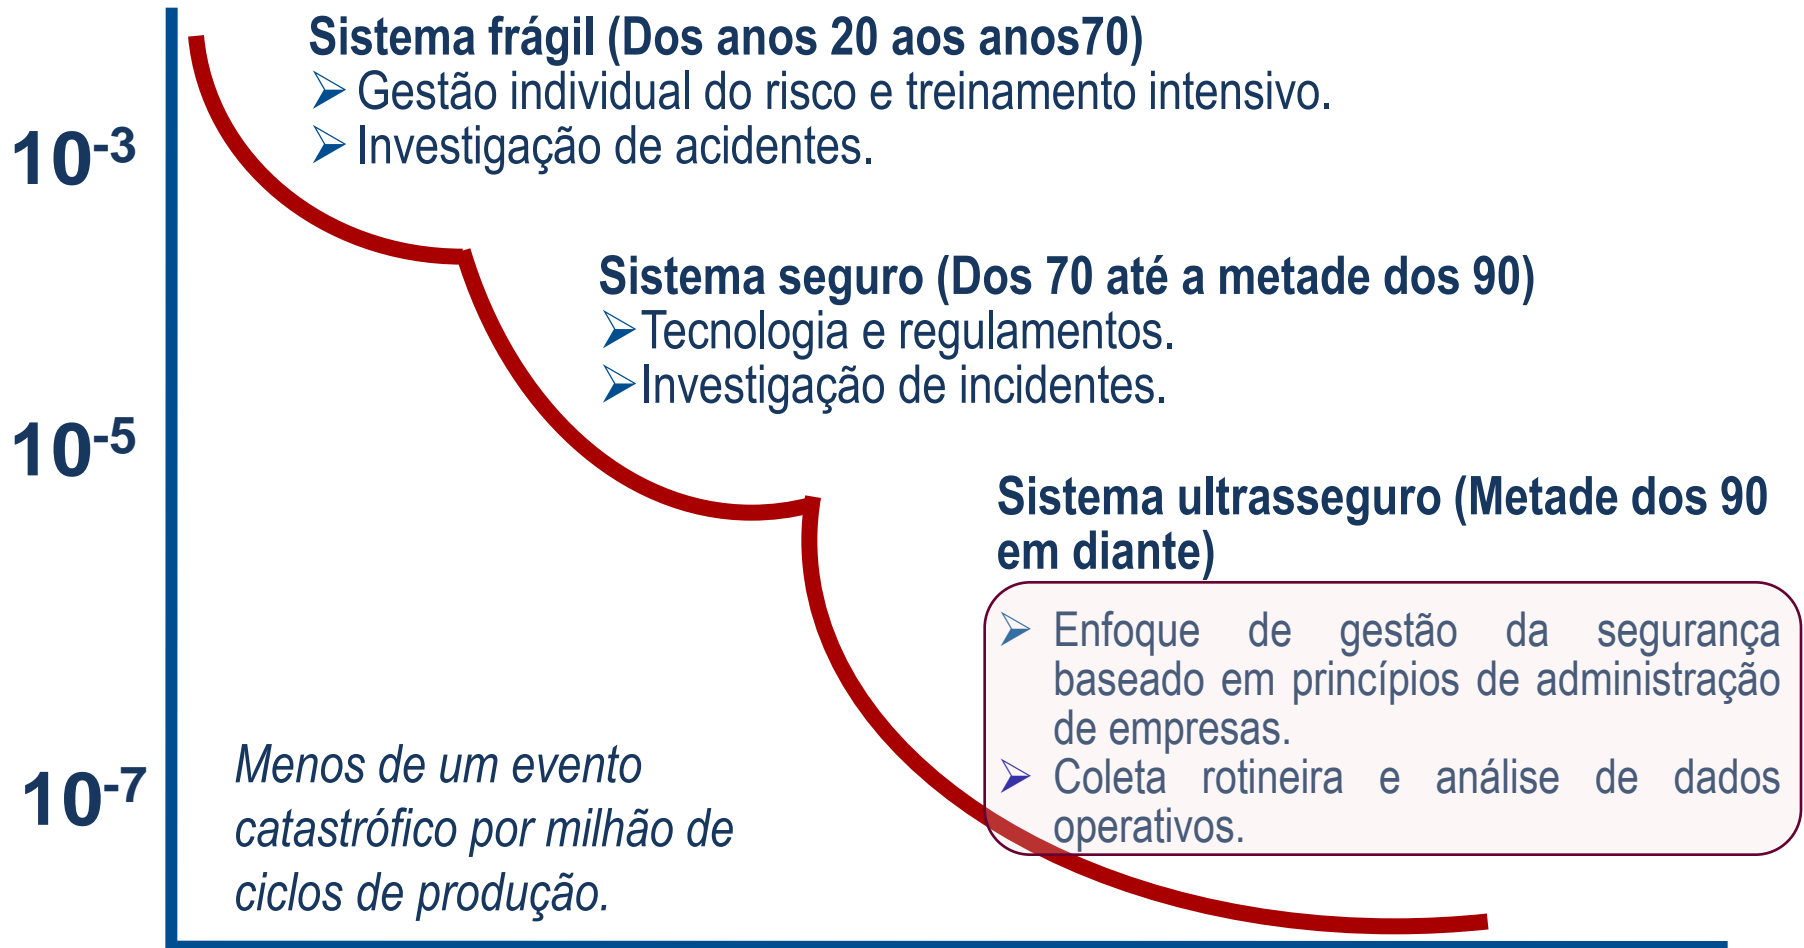 Sistema frágil (Dos anos 20 aos anos70)
➢ Gestão individual do risco e treinamento intensivo.
➢ Investigação de acidentes.
10⁻³
Sistema seguro (Dos 70 até a metade dos 90)
➢ Tecnologia e regulamentos.
➢ Investigação de incidentes.
10⁻⁵
Sistema ultrasseguro (Metade dos 90
em diante)
➢ Enfoque de gestão da segurança
baseado em princípios de administração
de empresas.
➢ Coleta rotineira e análise de dados
operativos.
10⁻⁷
Menos de um evento
catastrófico por milhão de
ciclos de produção.